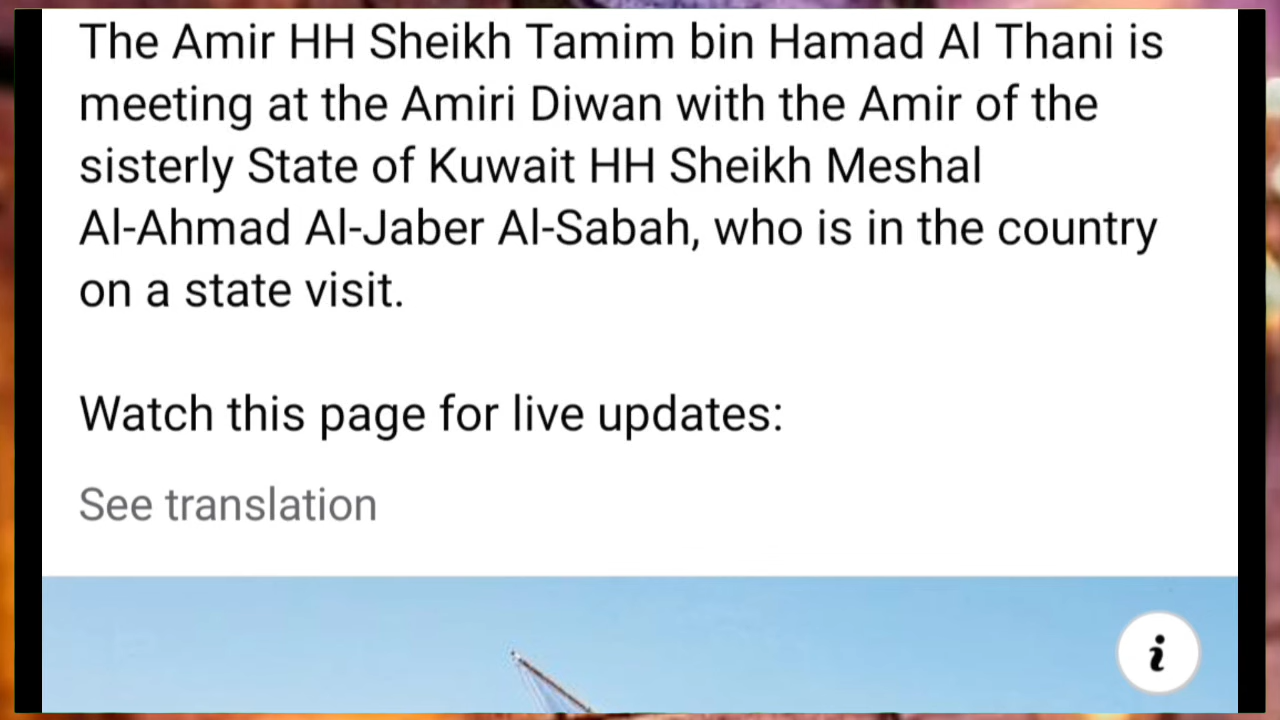 The Amir HH Sheikh Tamim bin Hamad Al Thani is
meeting at the Amiri Diwan with the Amir of the
sisterly State of Kuwait HH Sheikh Meshal
Al-Ahmad Al-Jaber Al-Sabah, who is in the country
on a state visit.
Watch this page for live updates:
See translation
i